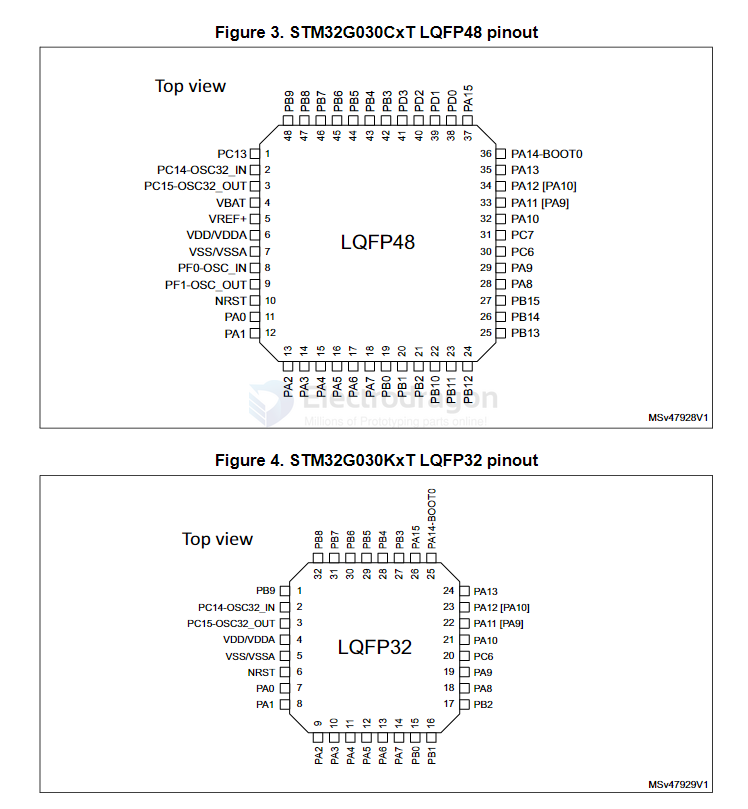 Figure 3. STM32G030CxT LQFP48 pinout
Top view
PB9 PB8 PB7 PB6 PB5 PB4 PB3 PD3 PD2 PD1 PD0 PA15
48 47 46 45 44 43 42 41 40 39 38 37
PC13 1 36 PA14-BOOT0
PC14-OSC32_IN 2 35 PA13
PC15-OSC32_OUT 3 34 PA12 [PA10]
VBAT 4 33 PA11 [PA9]
VREF+ 5 32 PA10
VDD/VDDA 6 31 PC7
VSS/VSSA 7 30 PC6
PF0-OSC_IN 8 29 PA9
PF1-OSC_OUT 9 28 PA8
NRST 10 27 PB15
PA0 11 26 PB14
PA1 12 25 PB13
LQFP48
13 14 15 16 17 18 19 20 21 22 23 24
PA2 PA3 PA4 PA5 PA6 PA7 PB0 PB1 PB2 PB10 PB11 PB12
Electrodragon
Millions of Prototyping parts online!
MSv47928V1
Figure 4. STM32G030KxT LQFP32 pinout
Top view
PB8 PB7 PB6 PB5 PB4 PB3 PA15 PA14-BOOT0
32 31 30 29 28 27 26 25
PB9 1 24 PA13
PC14-OSC32_IN 2 23 PA12 [PA10]
PC15-OSC32_OUT 3 22 PA11 [PA9]
VDD/VDDA 4 21 PA10
VSS/VSSA 5 20 PC6
NRST 6 19 PA9
PA0 7 18 PA8
PA1 8 17 PB2
LQFP32
9 10 11 12 13 14 15 16
PA2 PA3 PA4 PA5 PA6 PA7 PB0 PB1
MSv47929V1